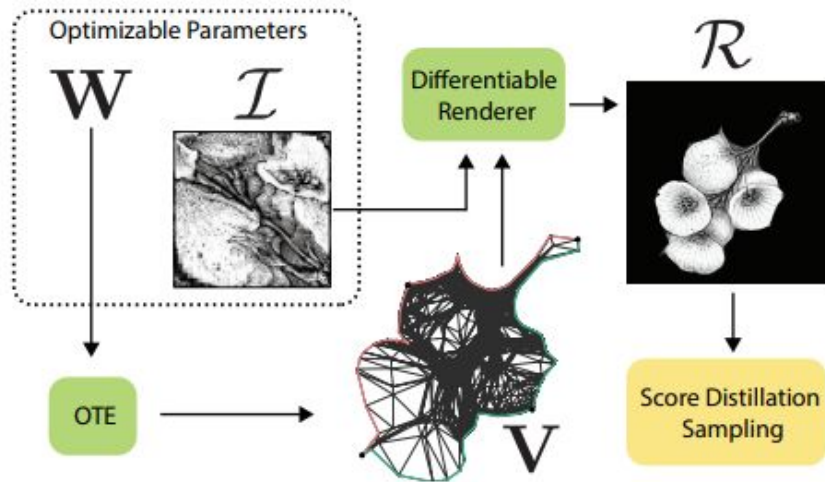 Optimizable Parameters
W
ℐ
Differentiable
Renderer
ℛ
OTE
V
Score Distillation
Sampling